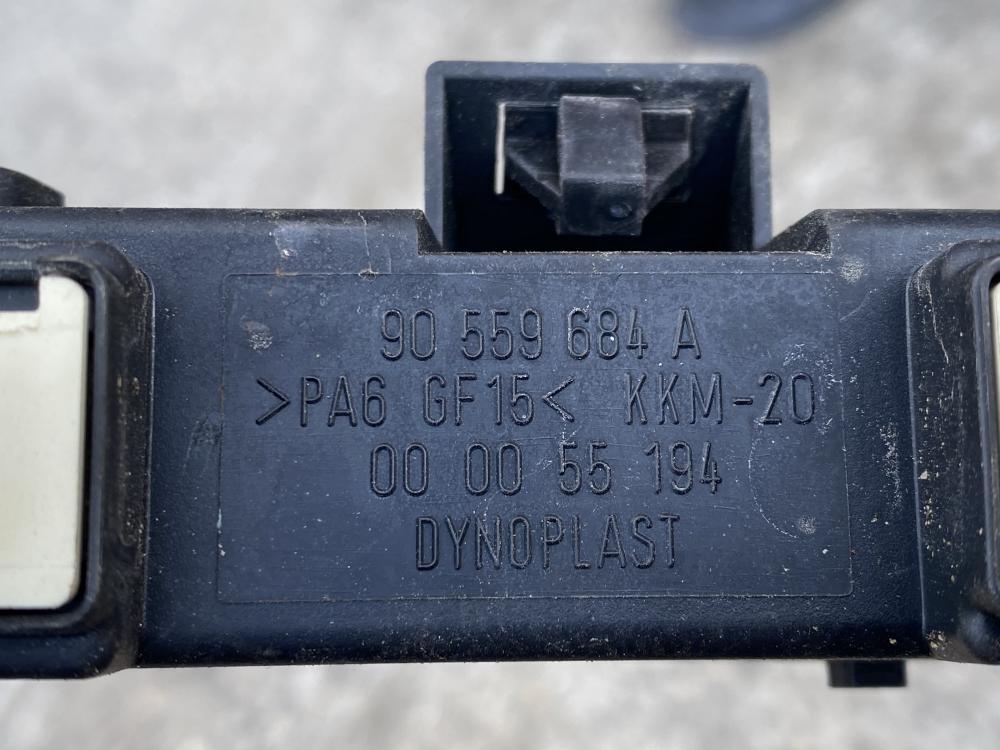 90 559 684 A
>PA6 GF15< KKM-20
00 00 55 194
DYNOPLAST